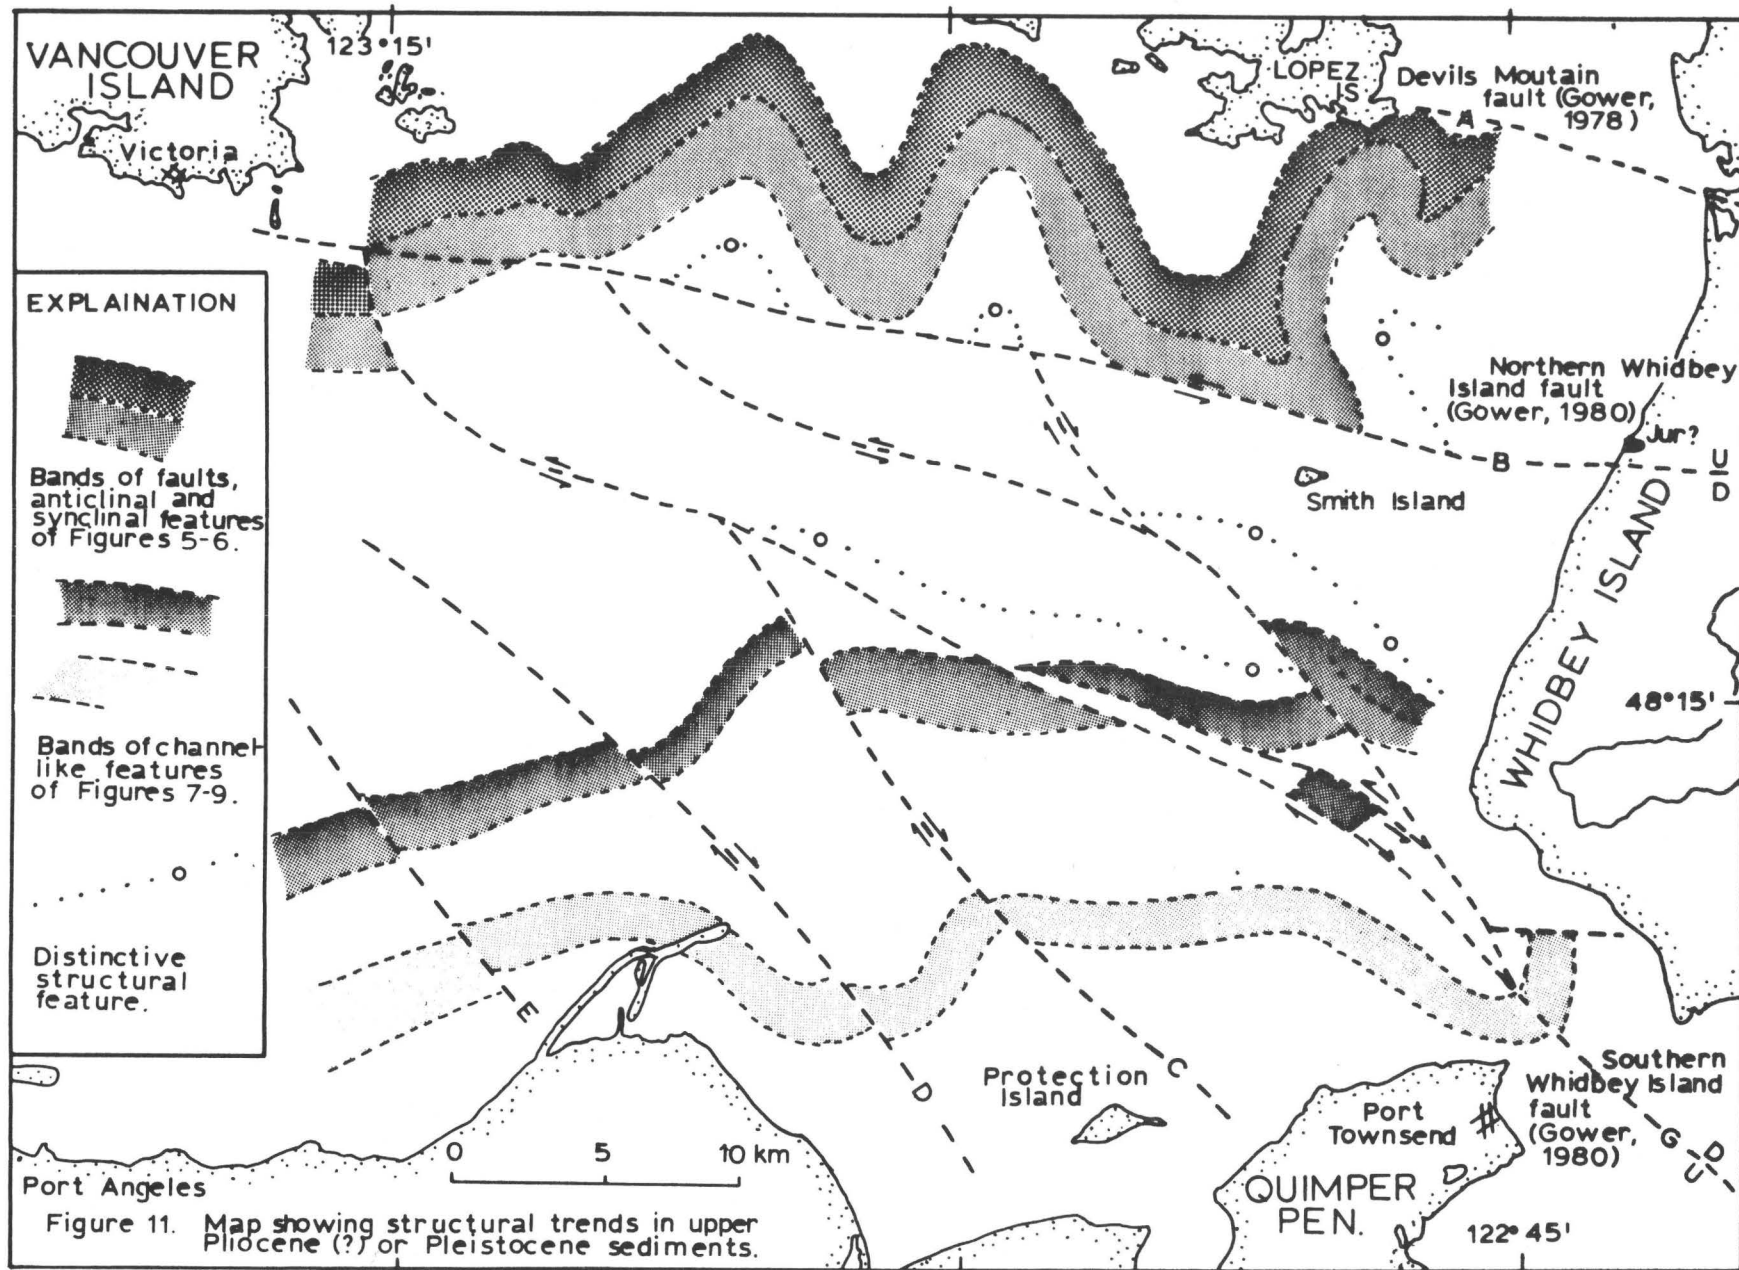 VANCOUVER
ISLAND
123°15'
Victoria
LOPEZ
IS
Devils Moutain
fault (Gower,
1978)
A
EXPLAINATION
Bands of faults,
anticlinal and
synclinal features
of Figures 5-6.
Bands of channel-
like features
of Figures 7-9.
Distinctive
structural
feature.
Northern Whidbey
Island fault
(Gower, 1980)
Jur?
B
U
D
Smith Island
WHIDBEY ISLAND
48°15'
E
D
C
Protection
Island
Port
Townsend
QUIMPER
PEN.
Southern
Whidbey Island
fault
(Gower,
1980)
G
D
U
0 5 10 km
Port Angeles
122°45'
Figure 11. Map showing structural trends in upper
Pliocene (?) or Pleistocene sediments.